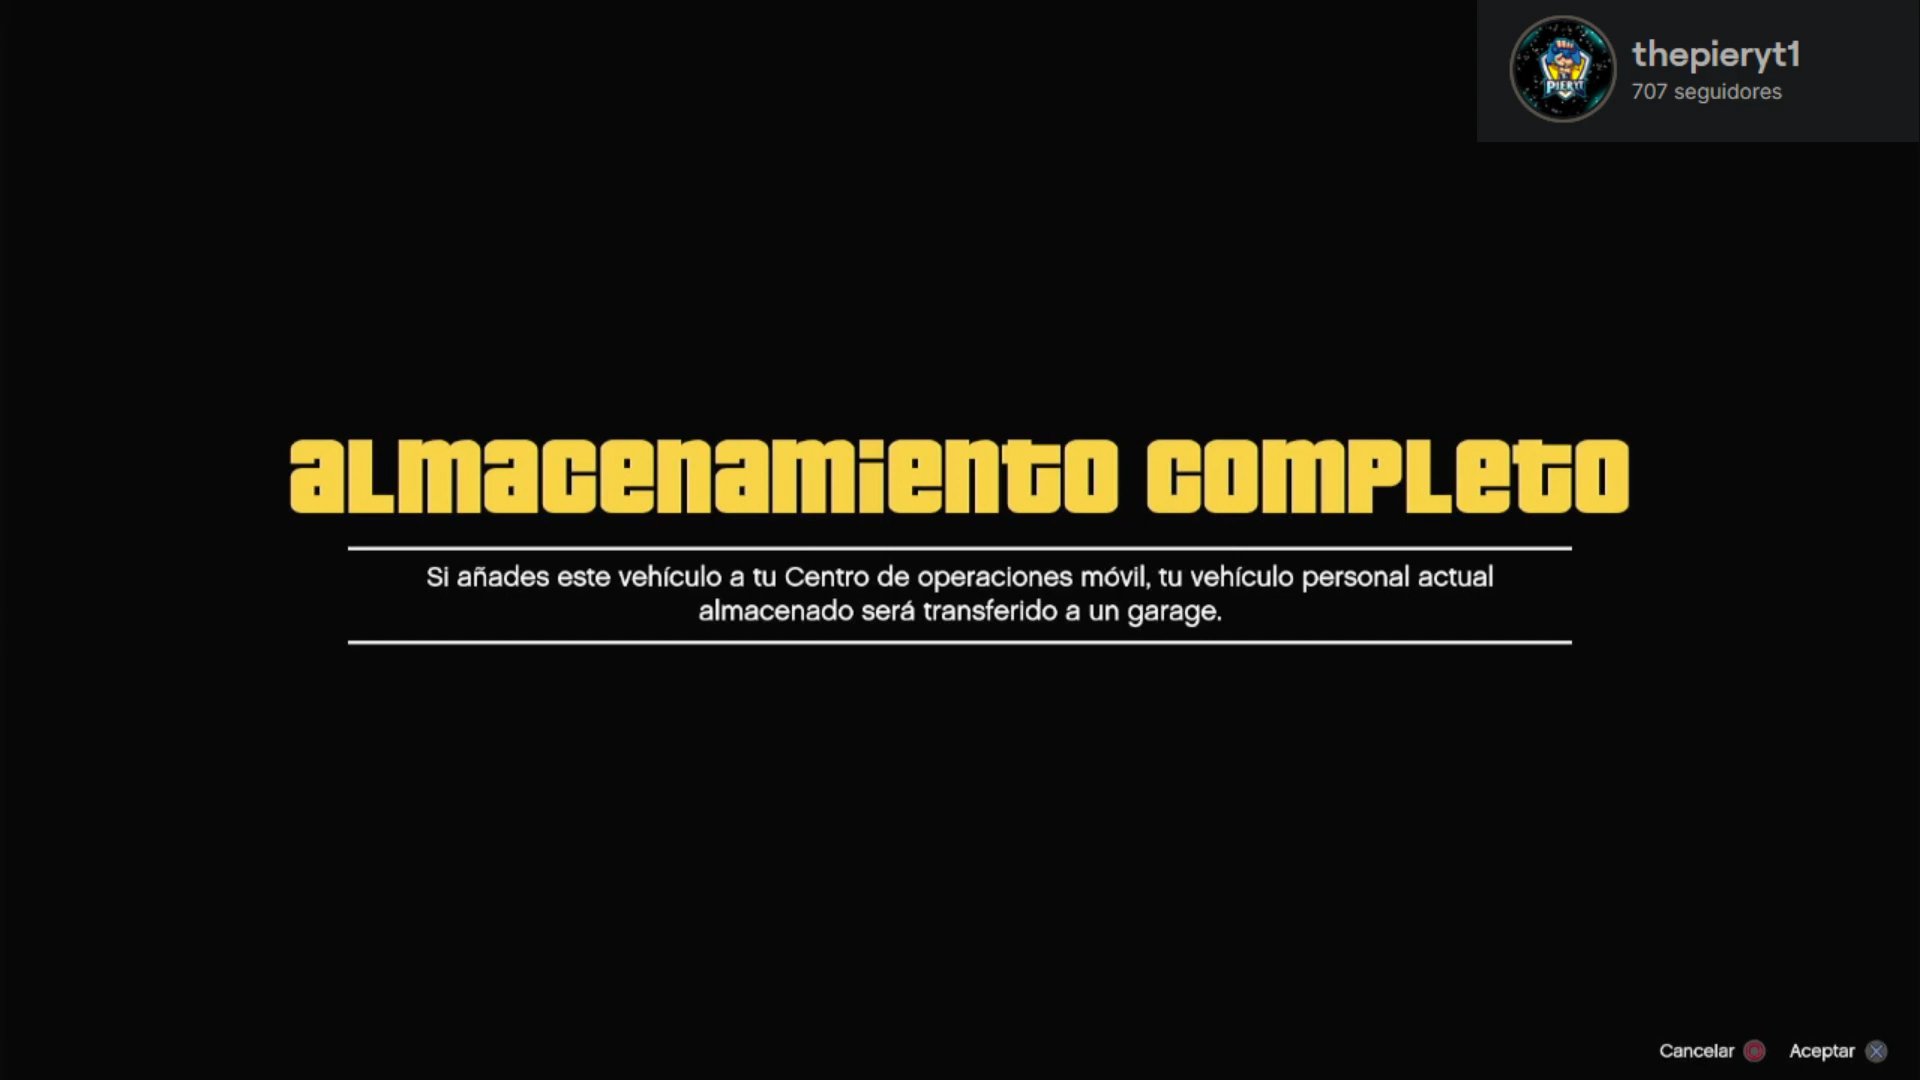 thepieryt1
707 seguidores
PIERYT
ALMACENAMIENTO COMPLETO
Si añades este vehículo a tu Centro de operaciones móvil, tu vehículo personal actual
almacenado será transferido a un garage.
Cancelar Aceptar